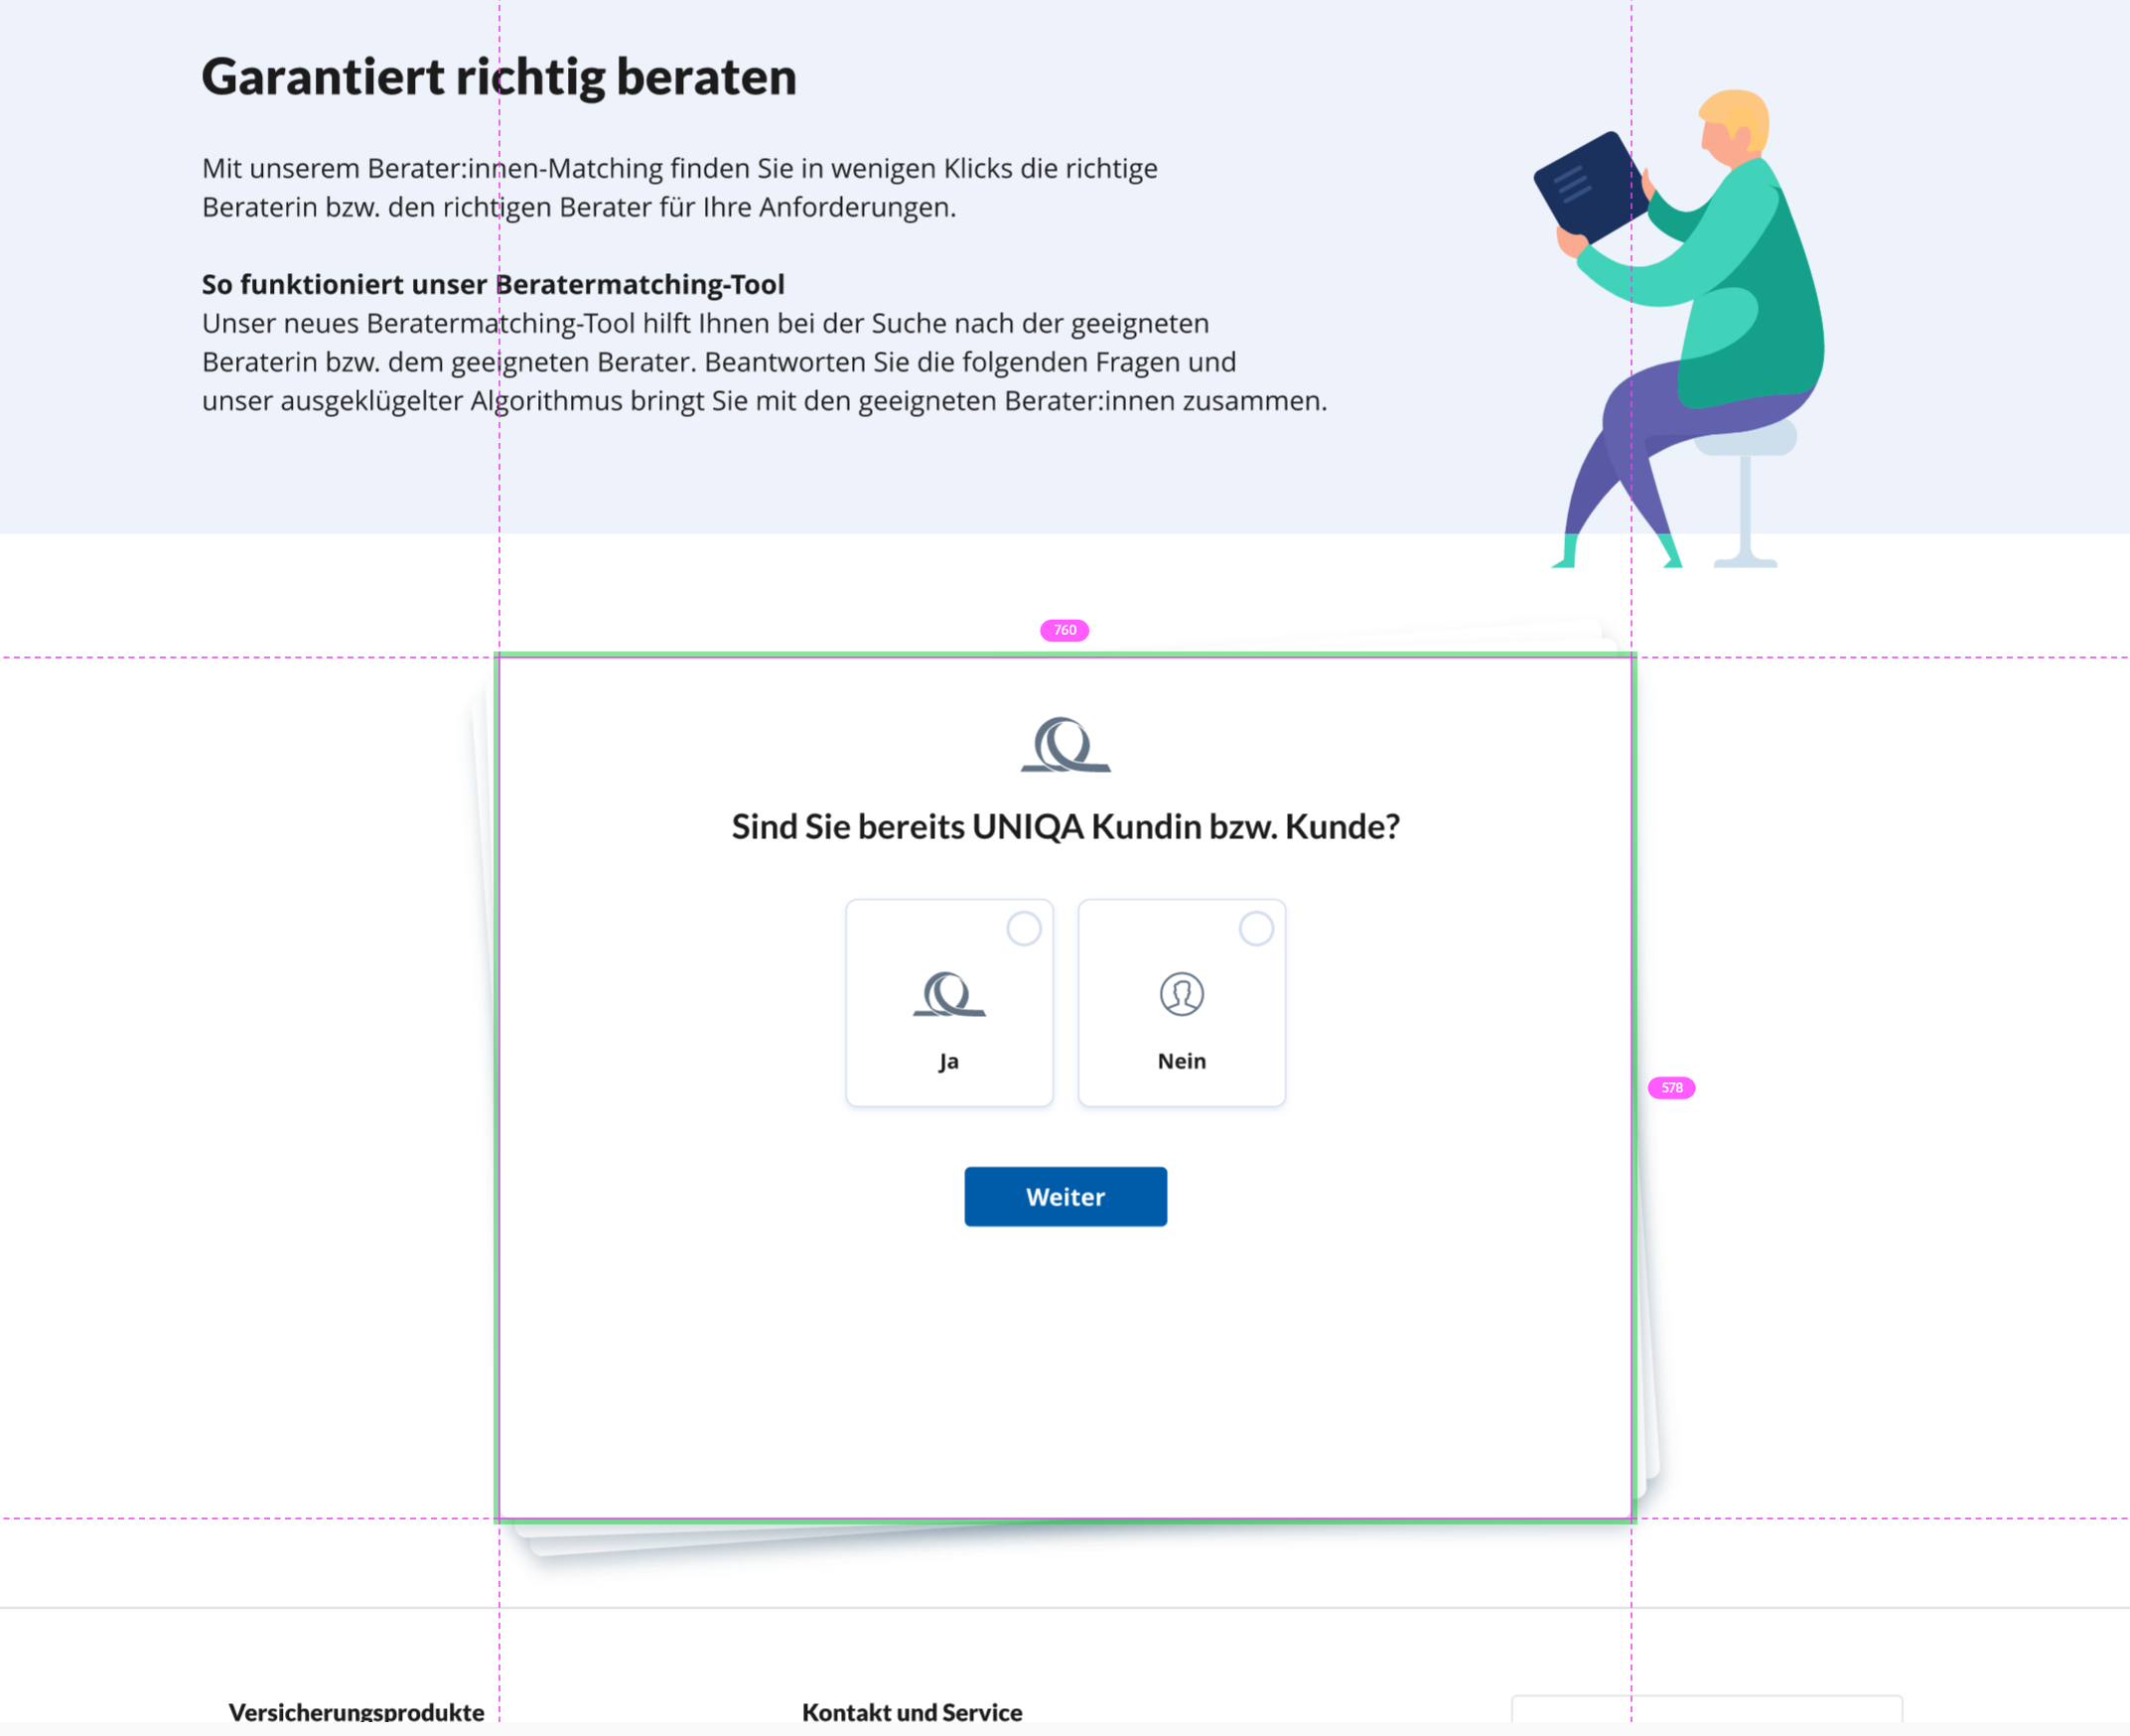 Garantiert richtig beraten
Mit unserem Berater:innen-Matching finden Sie in wenigen Klicks die richtige
Beraterin bzw. den richtigen Berater für Ihre Anforderungen.
So funktioniert unser Beratermatching-Tool
Unser neues Beratermatching-Tool hilft Ihnen bei der Suche nach der geeigneten
Beraterin bzw. dem geeigneten Berater. Beantworten Sie die folgenden Fragen und
unser ausgeklügelter Algorithmus bringt Sie mit den geeigneten Berater:innen zusammen.
760
Sind Sie bereits UNIQA Kundin bzw. Kunde?
Ja
Nein
578
Weiter
Versicherungsprodukte
Kontakt und Service